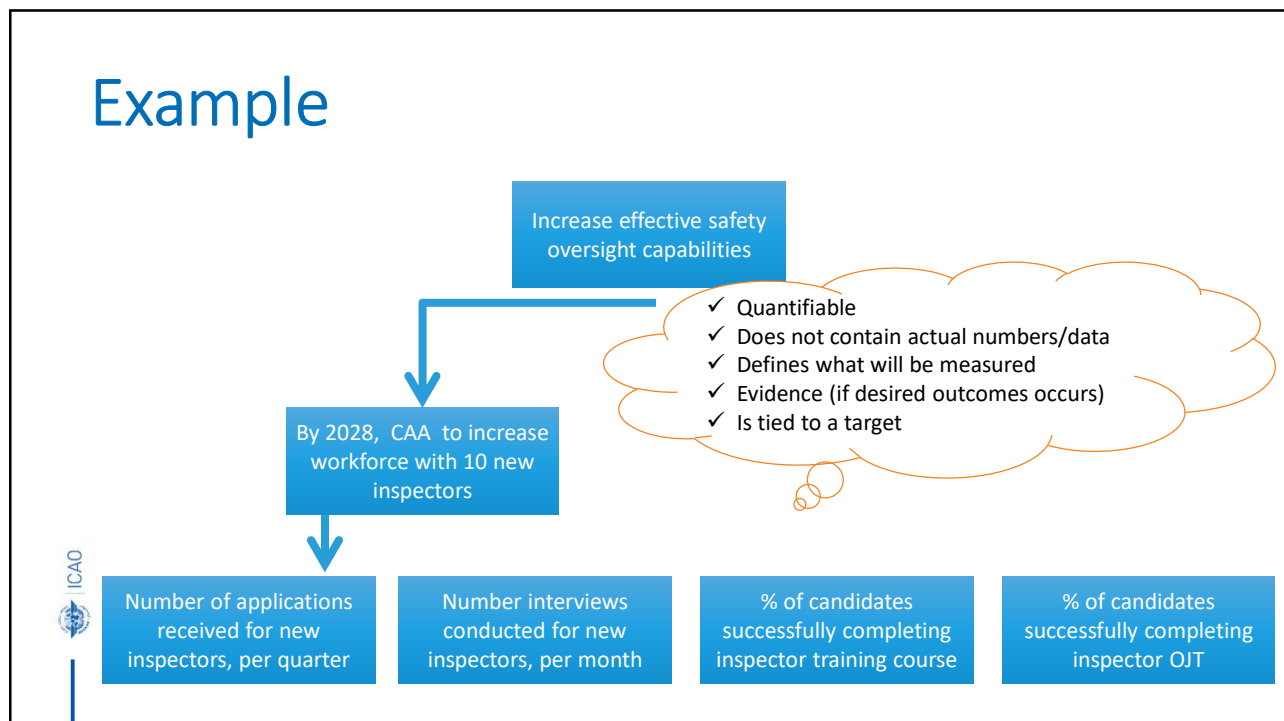 Example
Increase effective safety
oversight capabilities
✓ Quantifiable
✓ Does not contain actual numbers/data
✓ Defines what will be measured
✓ Evidence (if desired outcomes occurs)
✓ Is tied to a target
By 2028, CAA to increase
workforce with 10 new
inspectors
ICAO
Number of applications
received for new
inspectors, per quarter
Number interviews
conducted for new
inspectors, per month
% of candidates
successfully completing
inspector training course
% of candidates
successfully completing
inspector OJT